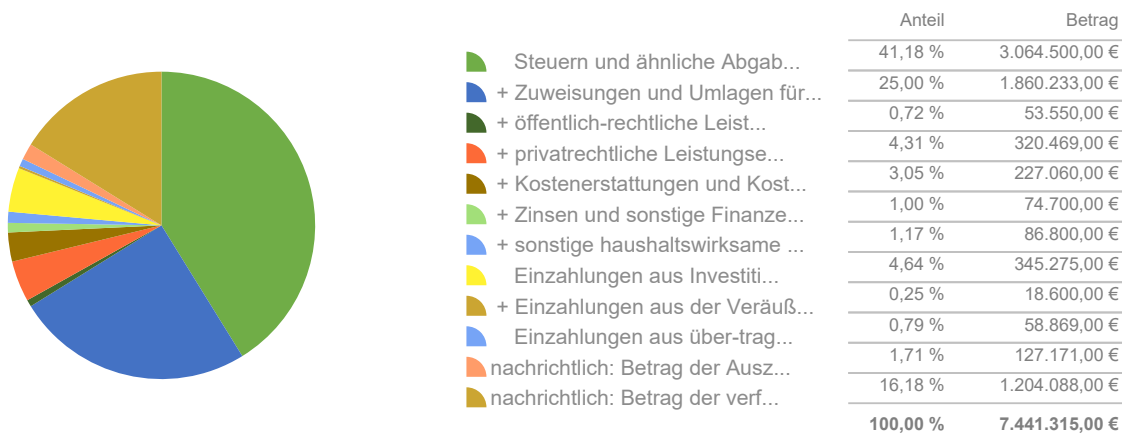 Anteil Betrag
Steuern und ähnliche Abgab... 41,18 % 3.064.500,00 €
+ Zuweisungen und Umlagen für... 25,00 % 1.860.233,00 €
+ öffentlich-rechtliche Leist... 0,72 % 53.550,00 €
+ privatrechtliche Leistungse... 4,31 % 320.469,00 €
+ Kostenerstattungen und Kost... 3,05 % 227.060,00 €
+ Zinsen und sonstige Finanze... 1,00 % 74.700,00 €
+ sonstige haushaltswirksame ... 1,17 % 86.800,00 €
Einzahlungen aus Investiti... 4,64 % 345.275,00 €
+ Einzahlungen aus der Veräuß... 0,25 % 18.600,00 €
Einzahlungen aus über-trag... 0,79 % 58.869,00 €
nachrichtlich: Betrag der Ausz... 1,71 % 127.171,00 €
nachrichtlich: Betrag der verf... 16,18 % 1.204.088,00 €
100,00 % 7.441.315,00 €